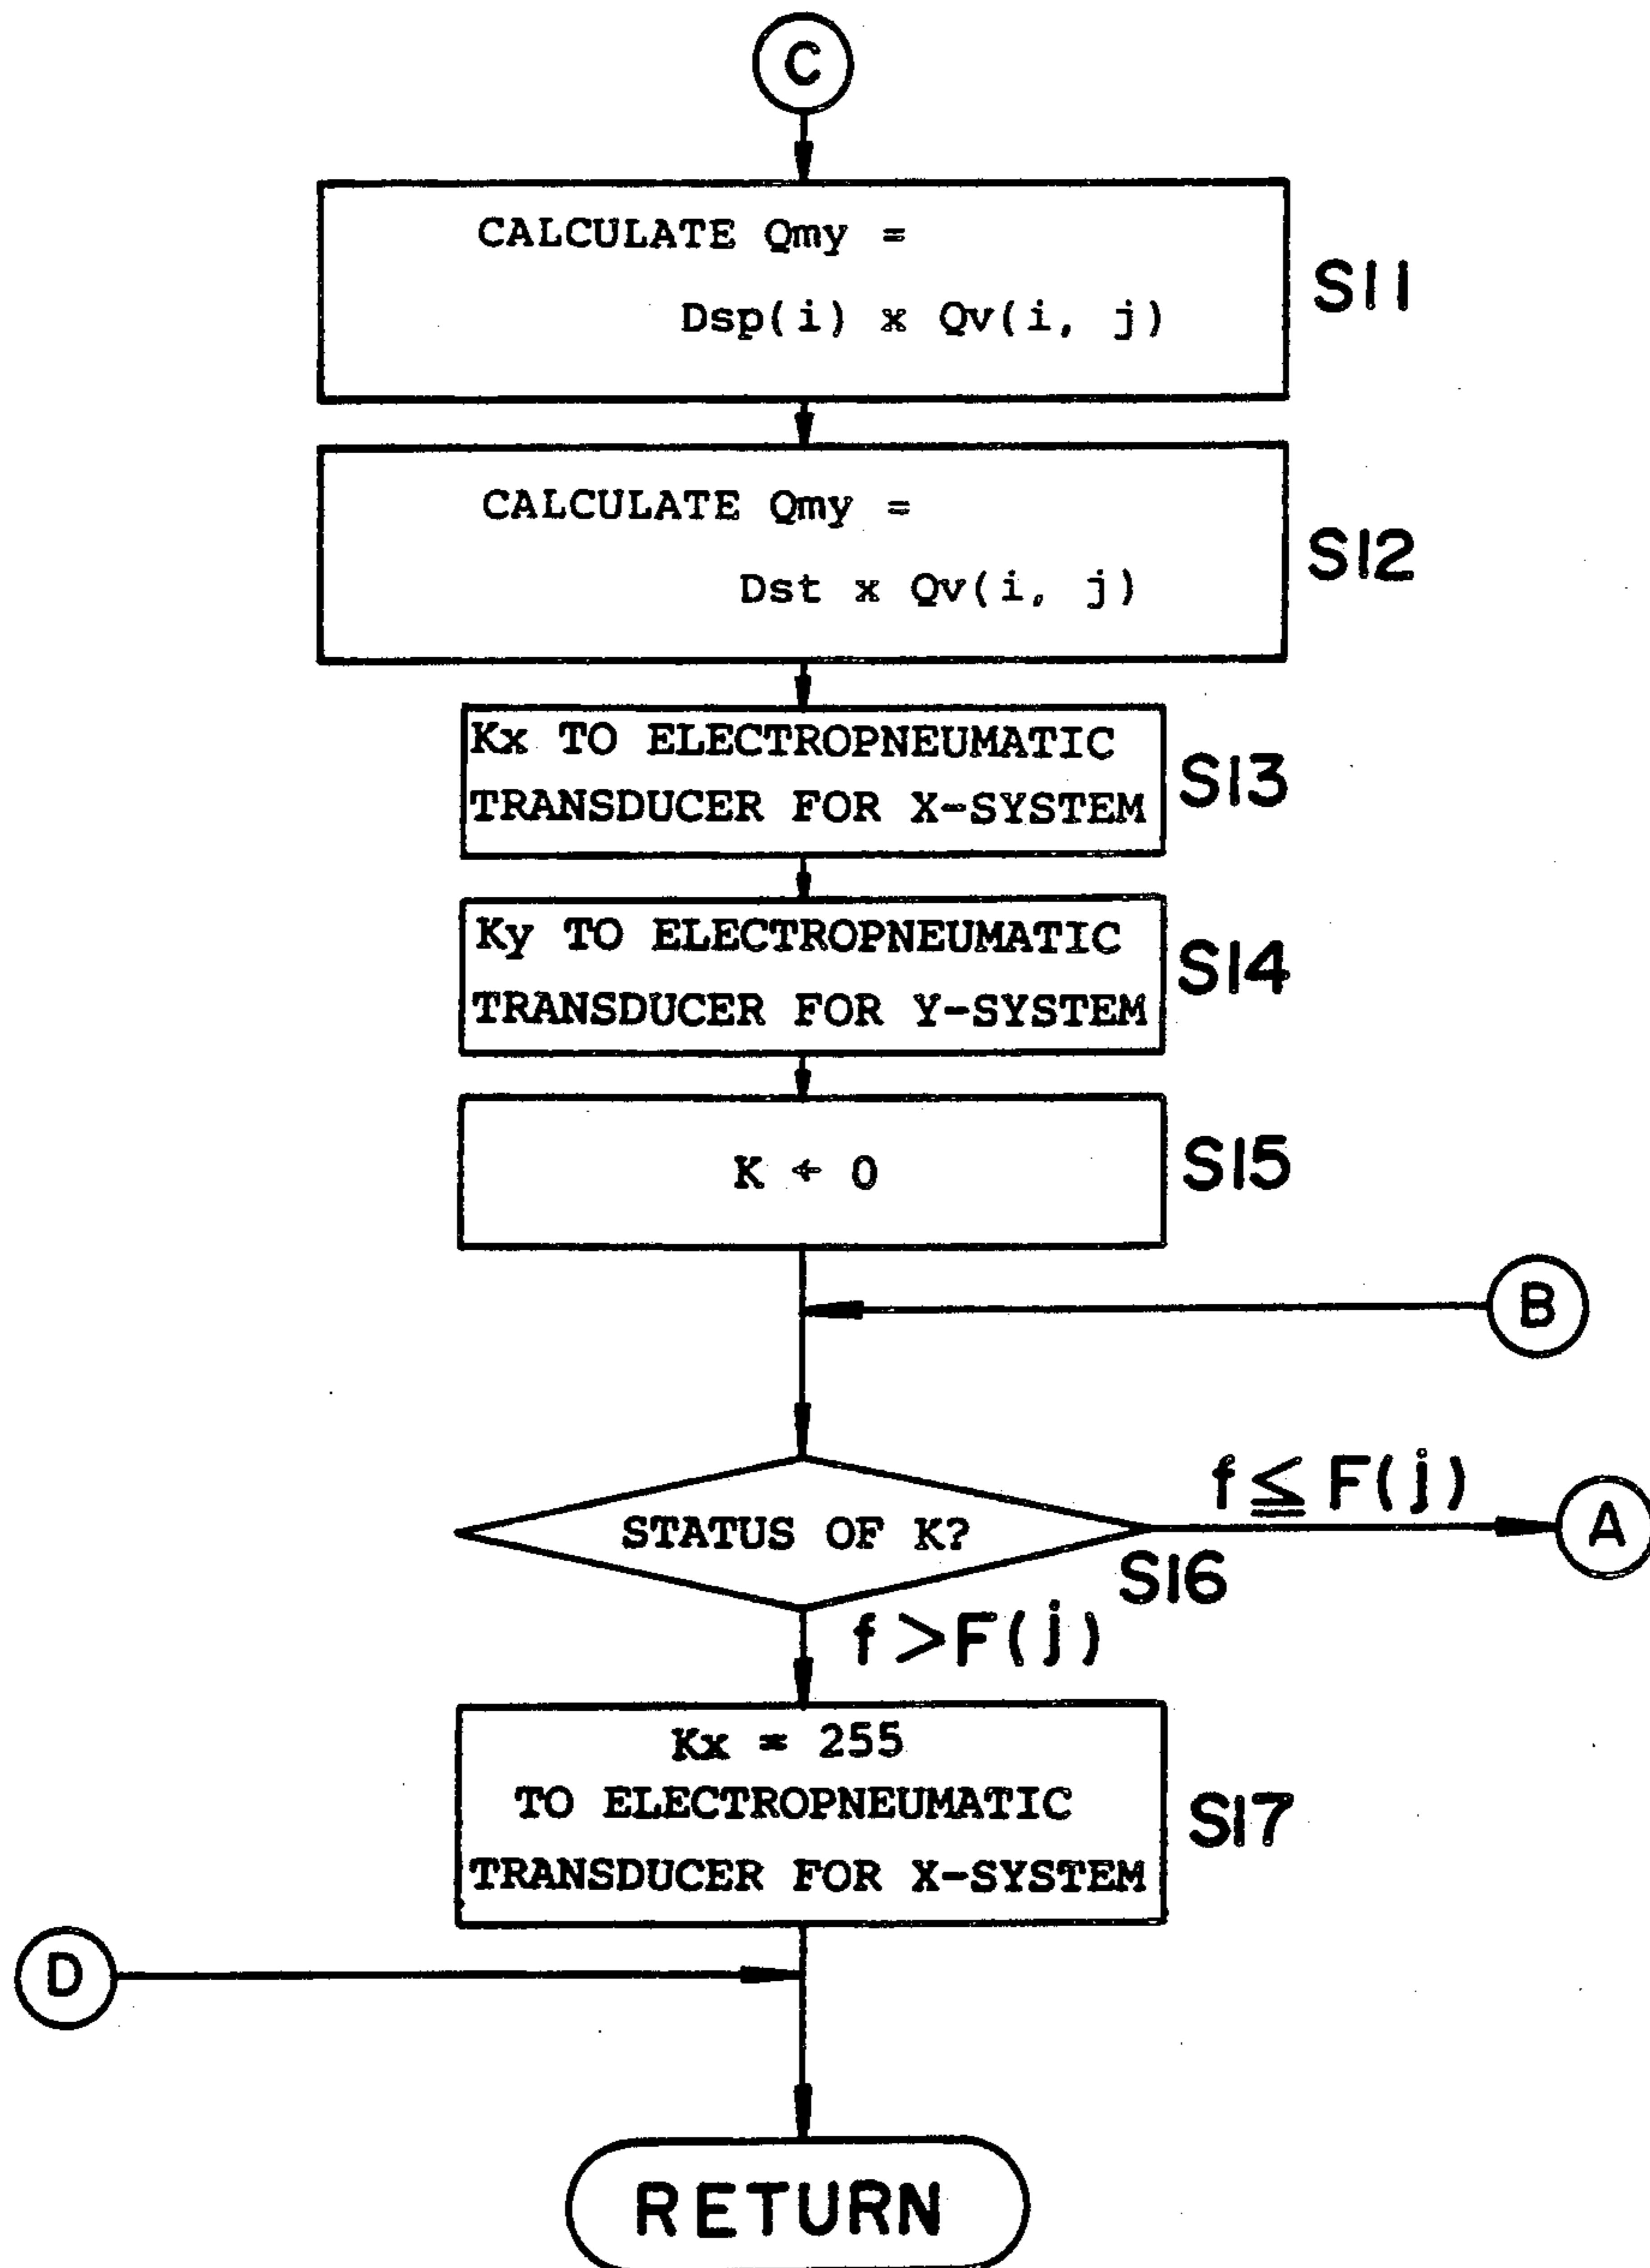 C
CALCULATE Qmy =
Dsp(i) x Qv(i, j)
S11
CALCULATE Qmy =
Dst x Qv(i, j)
S12
Kx TO ELECTROPNEUMATIC
TRANSDUCER FOR X-SYSTEM
S13
Ky TO ELECTROPNEUMATIC
TRANSDUCER FOR Y-SYSTEM
S14
K ← 0
S15
B
STATUS OF K?
f ≦ F(j)
A
S16
f > F(j)
Kx = 255
TO ELECTROPNEUMATIC
TRANSDUCER FOR X-SYSTEM
S17
D
RETURN